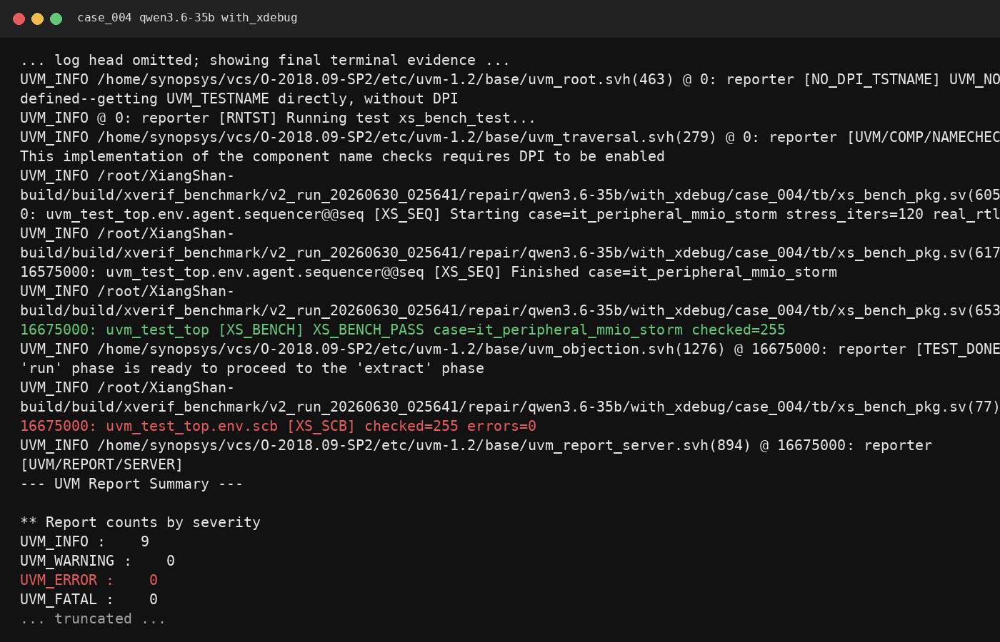 case_004 qwen3.6-35b with_xdebug
... log head omitted; showing final terminal evidence ...
UVM_INFO /home/synopsys/vcs/O-2018.09-SP2/etc/uvm-1.2/base/uvm_root.svh(463) @ 0: reporter [NO_DPI_TSTNAME] UVM_NO
defined--getting UVM_TESTNAME directly, without DPI
UVM_INFO @ 0: reporter [RNTST] Running test xs_bench_test...
UVM_INFO /home/synopsys/vcs/O-2018.09-SP2/etc/uvm-1.2/base/uvm_traversal.svh(279) @ 0: reporter [UVM/COMP/NAMECHEC
This implementation of the component name checks requires DPI to be enabled
UVM_INFO /root/XiangShan-
build/build/xverif_benchmark/v2_run_20260630_025641/repair/qwen3.6-35b/with_xdebug/case_004/tb/xs_bench_pkg.sv(605
0: uvm_test_top.env.agent.sequencer@@seq [XS_SEQ] Starting case=it_peripheral_mmio_storm stress_iters=120 real_rtl
UVM_INFO /root/XiangShan-
build/build/xverif_benchmark/v2_run_20260630_025641/repair/qwen3.6-35b/with_xdebug/case_004/tb/xs_bench_pkg.sv(617
16575000: uvm_test_top.env.agent.sequencer@@seq [XS_SEQ] Finished case=it_peripheral_mmio_storm
UVM_INFO /root/XiangShan-
build/build/xverif_benchmark/v2_run_20260630_025641/repair/qwen3.6-35b/with_xdebug/case_004/tb/xs_bench_pkg.sv(653
16675000: uvm_test_top [XS_BENCH] XS_BENCH_PASS case=it_peripheral_mmio_storm checked=255
UVM_INFO /home/synopsys/vcs/O-2018.09-SP2/etc/uvm-1.2/base/uvm_objection.svh(1276) @ 16675000: reporter [TEST_DONE
'run' phase is ready to proceed to the 'extract' phase
UVM_INFO /root/XiangShan-
build/build/xverif_benchmark/v2_run_20260630_025641/repair/qwen3.6-35b/with_xdebug/case_004/tb/xs_bench_pkg.sv(77)
16675000: uvm_test_top.env.scb [XS_SCB] checked=255 errors=0
UVM_INFO /home/synopsys/vcs/O-2018.09-SP2/etc/uvm-1.2/base/uvm_report_server.svh(894) @ 16675000: reporter
[UVM/REPORT/SERVER]
--- UVM Report Summary ---
** Report counts by severity
UVM_INFO :    9
UVM_WARNING :    0
UVM_ERROR :    0
UVM_FATAL :    0
... truncated ...